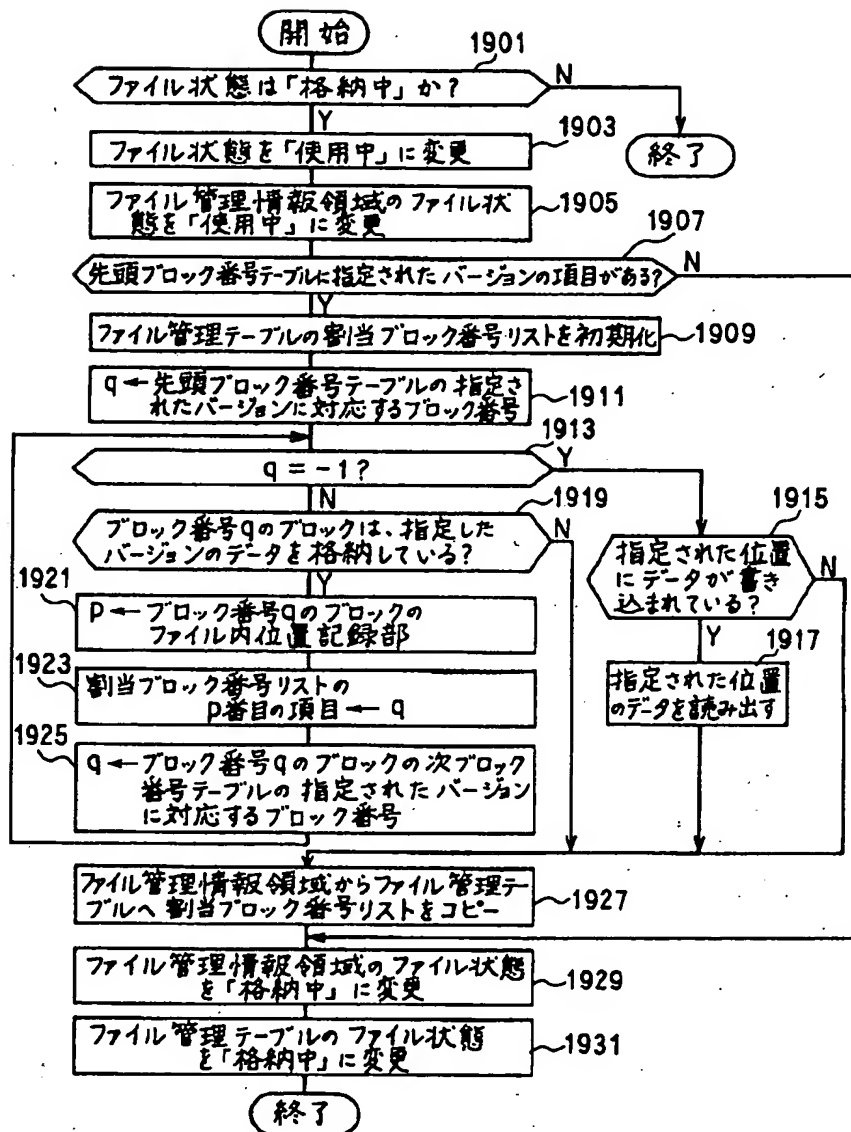 開始
1901
ファイル状態は「格納中」か?
N
Y
1903
ファイル状態を「使用中」に変更
終了
ファイル管理情報領域のファイル状
態を「使用中」に変更
1905
1907
先頭ブロック番号テーブルに指定されたバージョンの項目がある?
N
Y
ファイル管理テーブルの割当ブロック番号リストを初期化
1909
q←先頭ブロック番号テーブルの指定さ
れたバージョンに対応するブロック番号
1911
1913
q=-1?
Y
N
1919
ブロック番号qのブロックは、指定した
バージョンのデータを格納している?
N
Y
1915
指定された位置
にデータが書き
込まれている?
N
Y
1917
指定された位置
のデータを読み出す
1921
p←ブロック番号qのブロックの
ファイル内位置記録部
1923
割当ブロック番号リストの
p番目の項目←q
1925
q←ブロック番号qのブロックの次ブロック
番号テーブルの指定されたバージョン
に対応するブロック番号
ファイル管理情報領域からファイル管理テー
ブルへ割当ブロック番号リストをコピー
1927
ファイル管理情報領域のファイル状態
を「格納中」に変更
1929
ファイル管理テーブルのファイル状態
を「格納中」に変更
1931
終了